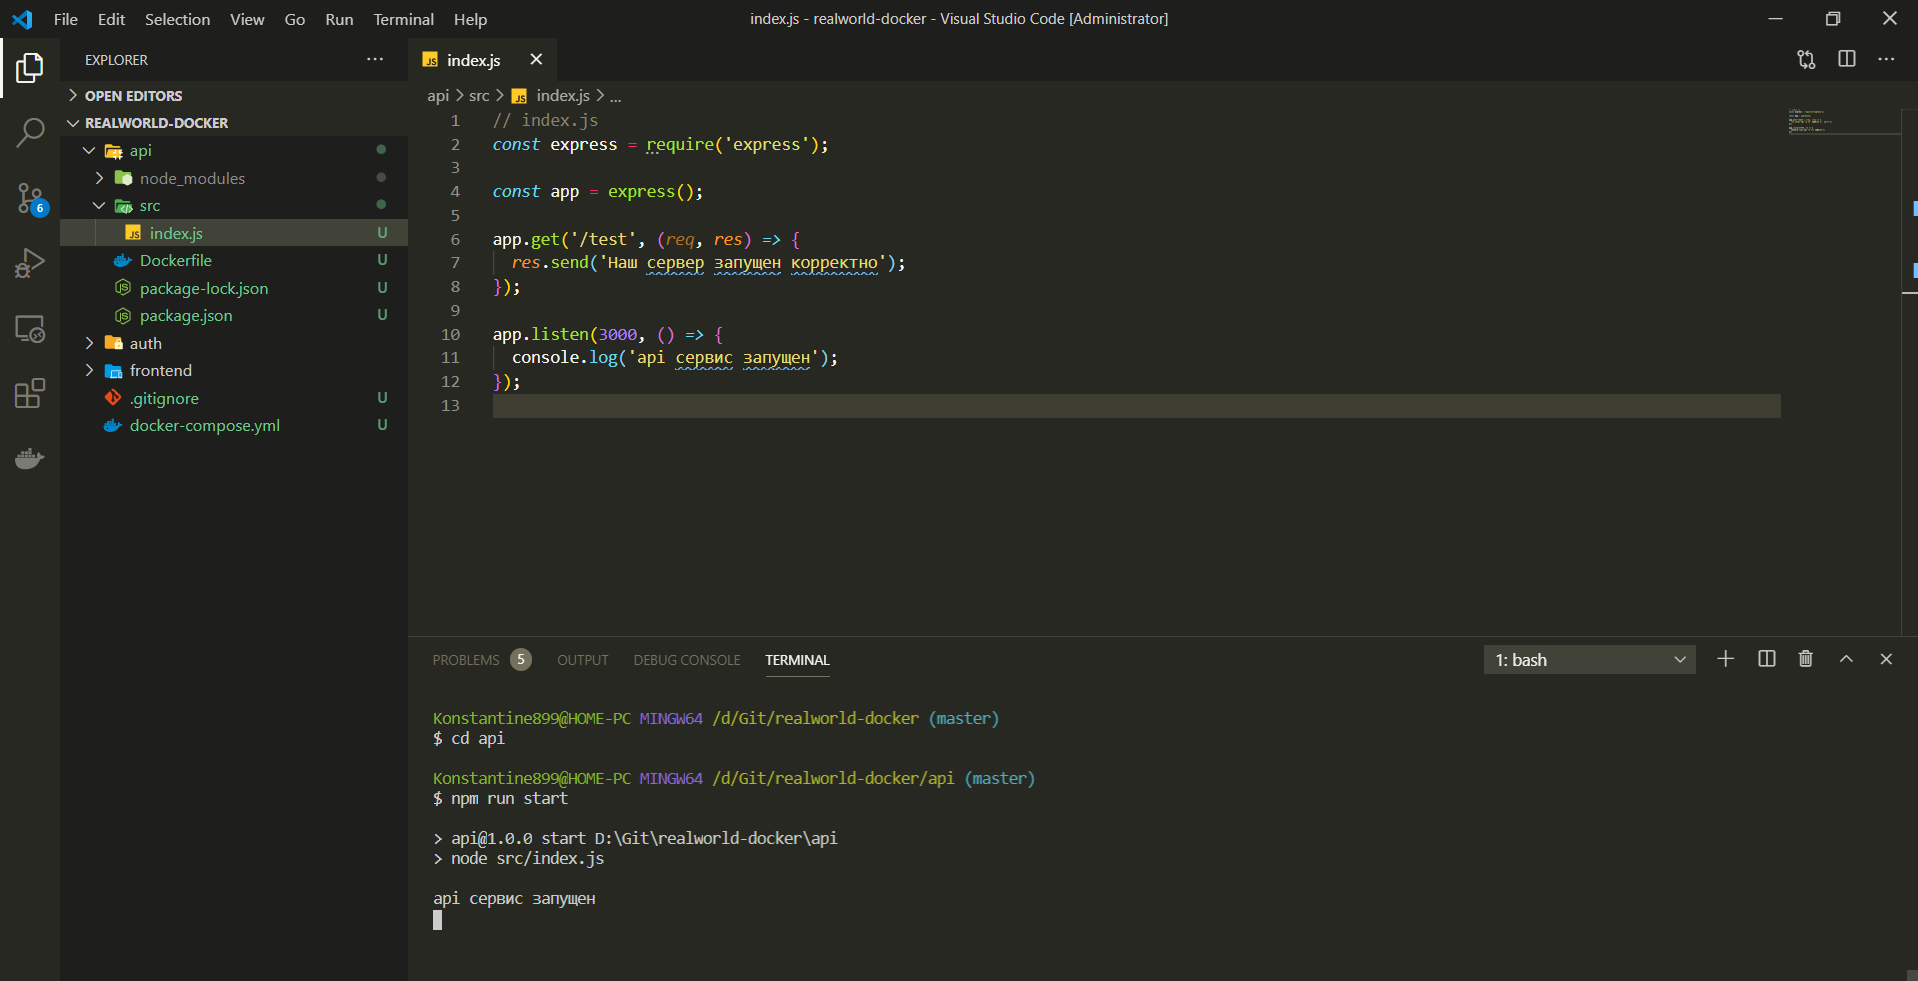 File Edit Selection View Go Run Terminal Help
index.js - realworld-docker - Visual Studio Code [Administrator]
EXPLORER
OPEN EDITORS
REALWORLD-DOCKER
api
node_modules
src
index.js U
Dockerfile U
package-lock.json U
package.json U
auth
frontend
.gitignore U
docker-compose.yml U
6
JS index.js
api > src > JS index.js > ...
1 // index.js
2 const express = require('express');
3
4 const app = express();
5
6 app.get('/test', (req, res) => {
7 res.send('Наш сервер запущен корректно');
8 });
9
10 app.listen(3000, () => {
11 console.log('api сервис запущен');
12 });
13
PROBLEMS 5 OUTPUT DEBUG CONSOLE TERMINAL
1: bash
Konstantine899@HOME-PC MINGW64 /d/Git/realworld-docker (master)
$ cd api
Konstantine899@HOME-PC MINGW64 /d/Git/realworld-docker/api (master)
$ npm run start
> api@1.0.0 start D:\Git\realworld-docker\api
> node src/index.js
api сервис запущен